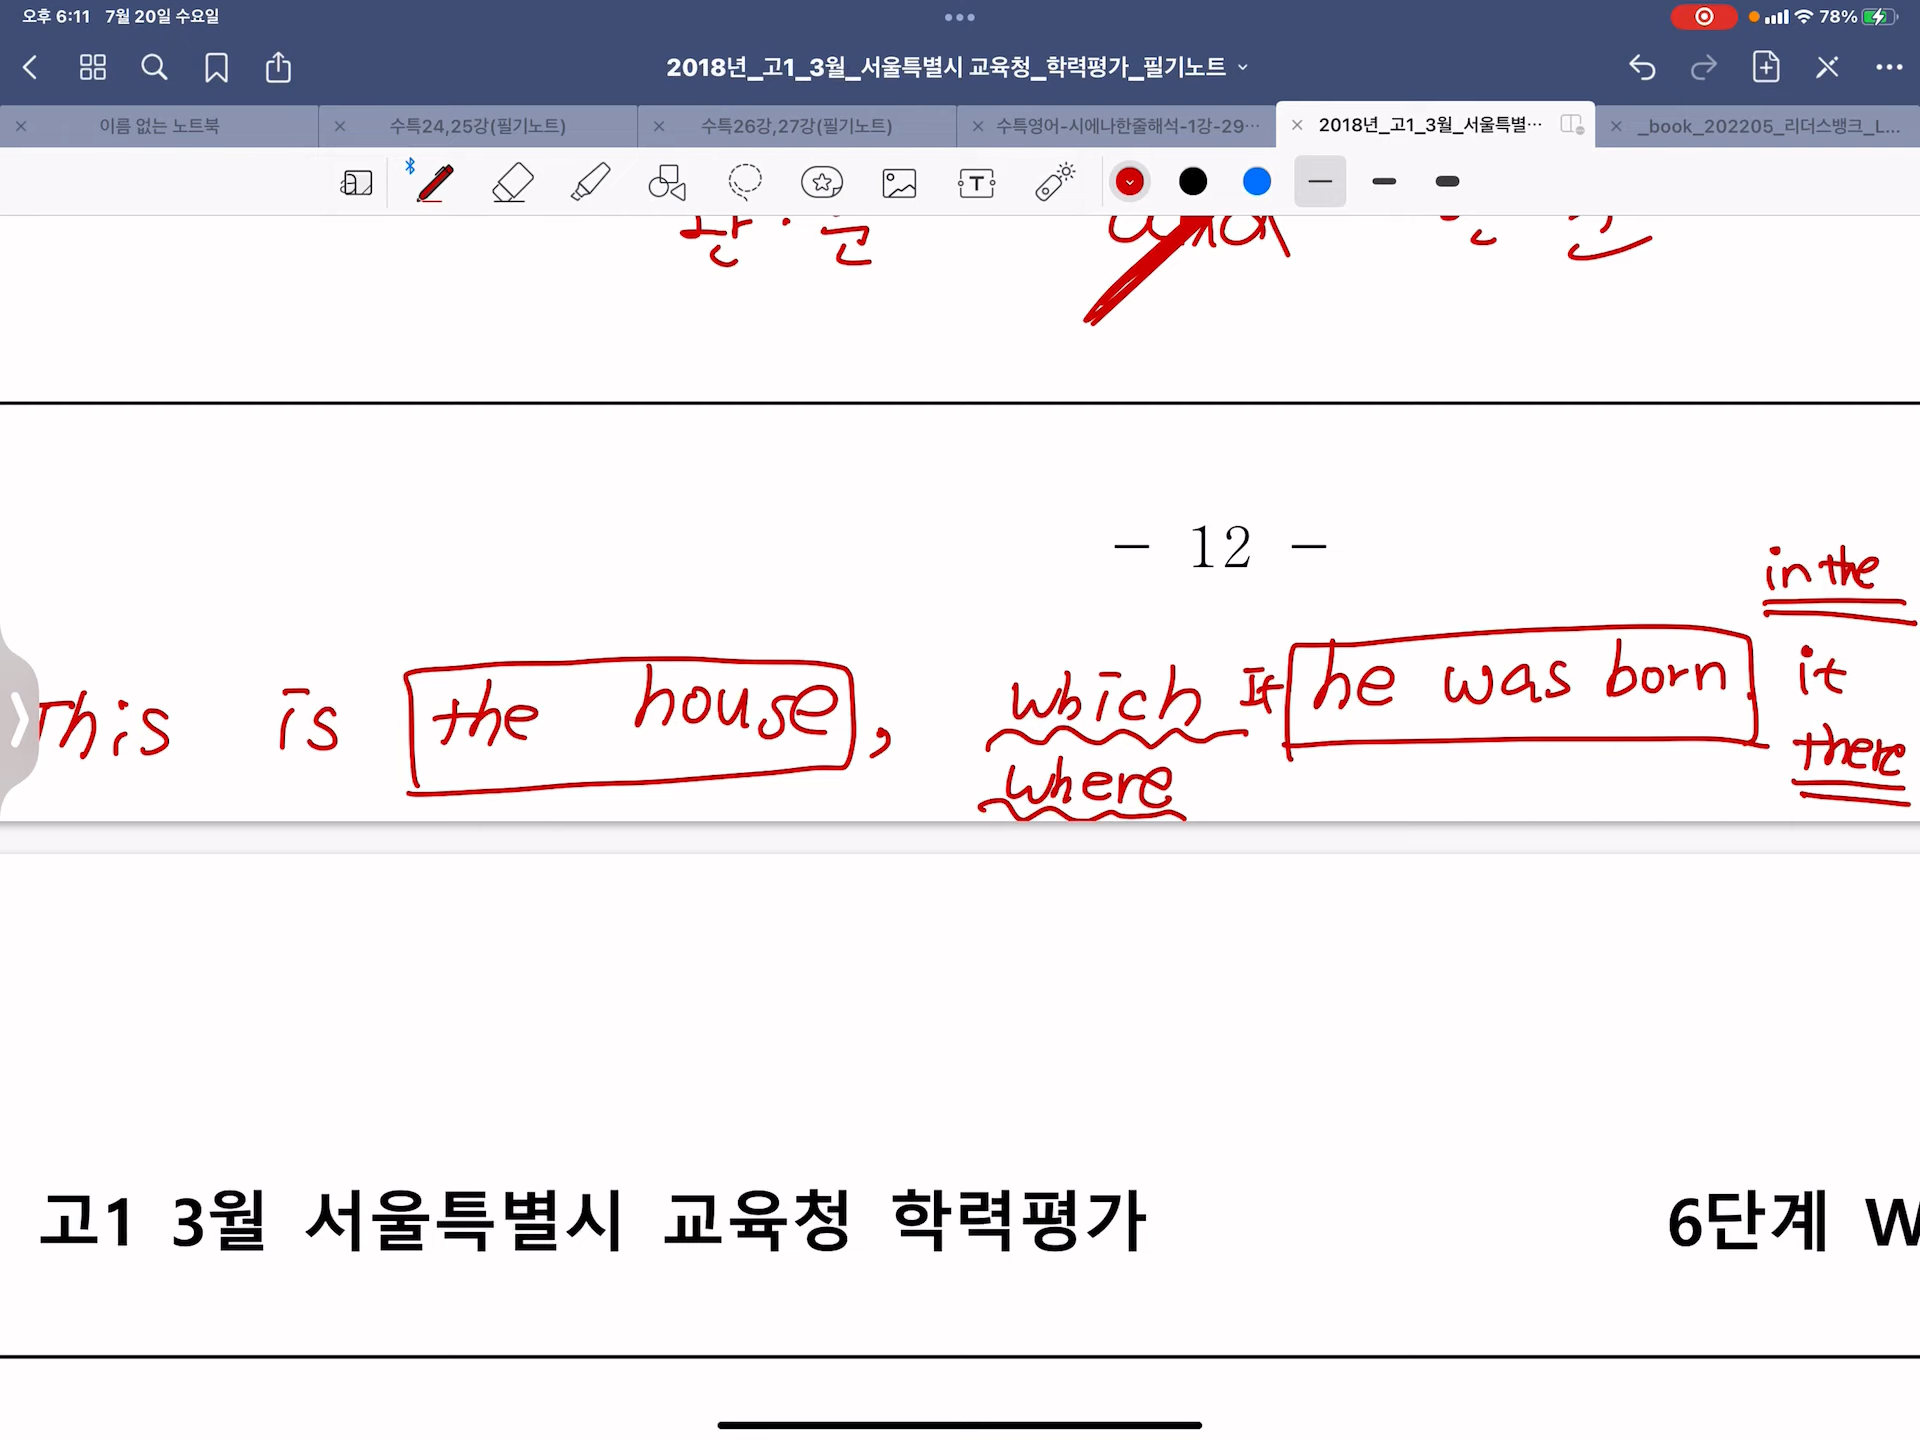 오후 6:11 7월 20일 수요일
78%
2018년_고1_3월_서울특별시 교육청_학력평가_필기노트
이름 없는 노트북
수특24,25강(필기노트)
수특26강,27강(필기노트)
수특영어-시에나한줄해석-1강-29…
2018년_고1_3월_서울특별…
_book_202205_리더스뱅크_L...
- 12 -
in the
This is the house, which If he was born. it
where there
고1 3월 서울특별시 교육청 학력평가 6단계 W